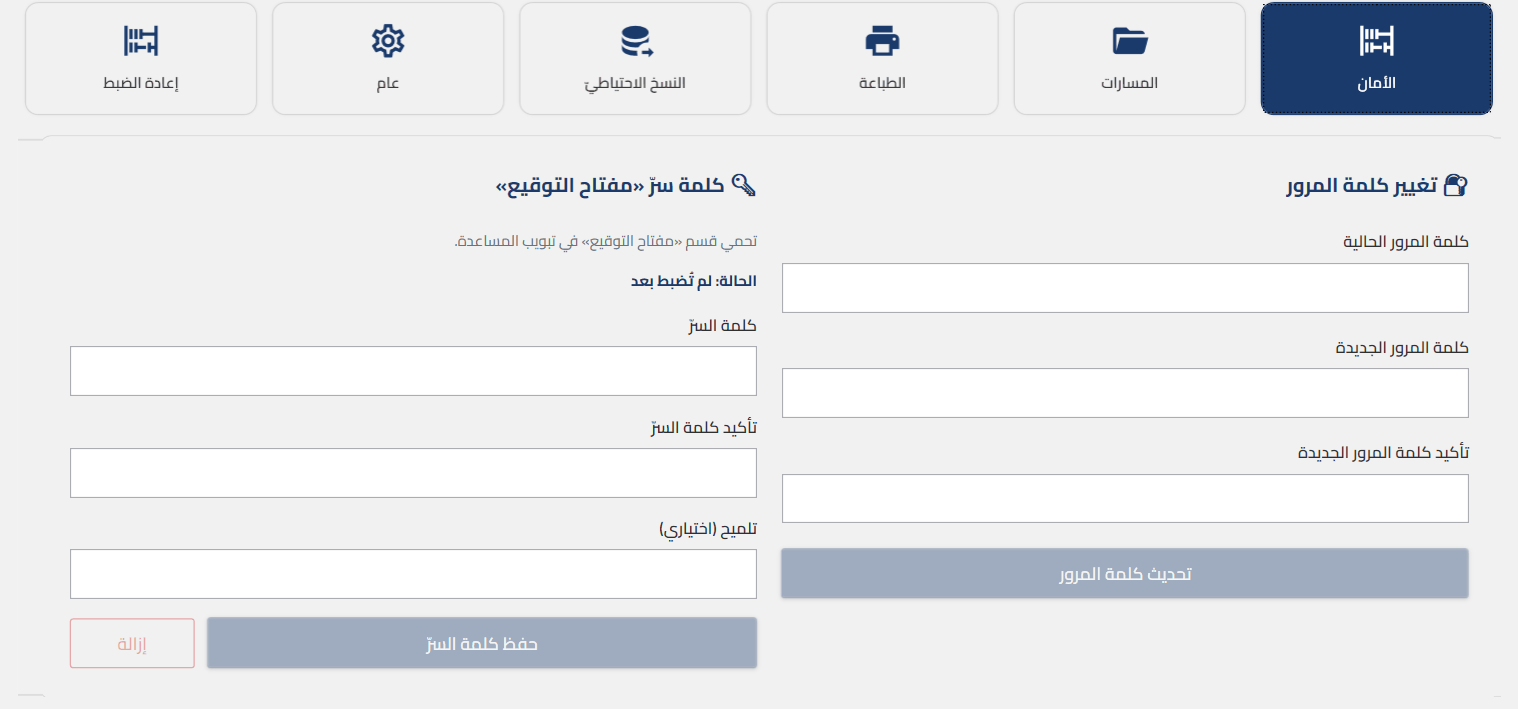 الأمان
المسارات
الطباعة
النسخ الاحتياطيّ
عام
إعادة الضبط
تغيير كلمة المرور
كلمة المرور الحالية
كلمة المرور الجديدة
تأكيد كلمة المرور الجديدة
تحديث كلمة المرور
كلمة سرّ «مفتاح التوقيع»
تحمي قسم «مفتاح التوقيع» في تبويب المساعدة.
الحالة: لم تُضبط بعد
كلمة السرّ
تأكيد كلمة السرّ
تلميح (اختياري)
حفظ كلمة السرّ
إزالة